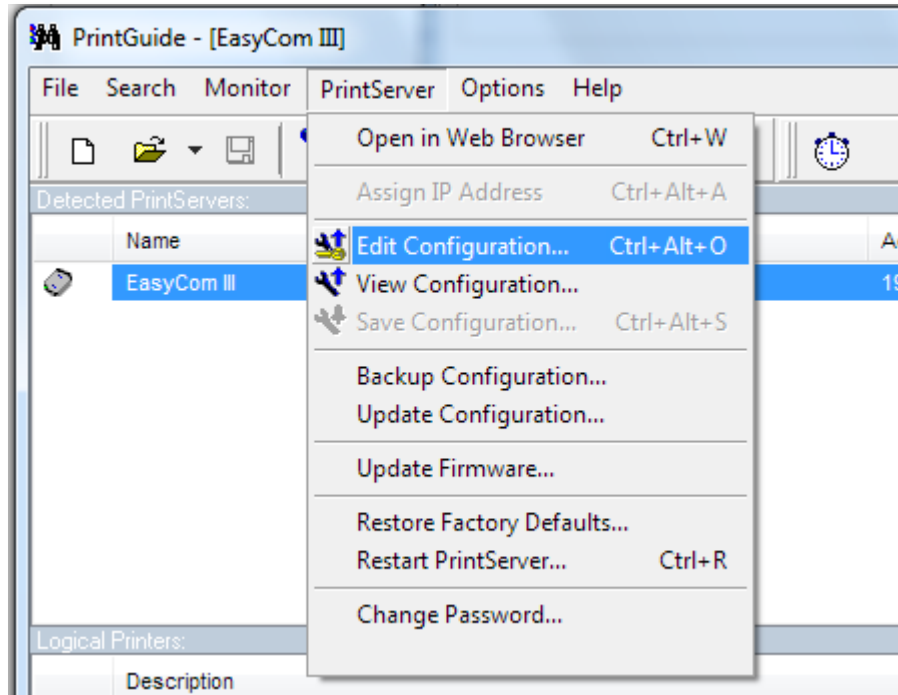 PrintGuide - [EasyCom III]
File Search Monitor PrintServer Options Help
Open in Web Browser Ctrl+W
Assign IP Address Ctrl+Alt+A
Detected PrintServers:
Name
Edit Configuration... Ctrl+Alt+O
EasyCom III
View Configuration...
19
Save Configuration... Ctrl+Alt+S
Backup Configuration...
Update Configuration...
Update Firmware...
Restore Factory Defaults...
Restart PrintServer... Ctrl+R
Change Password...
Logical Printers:
Description